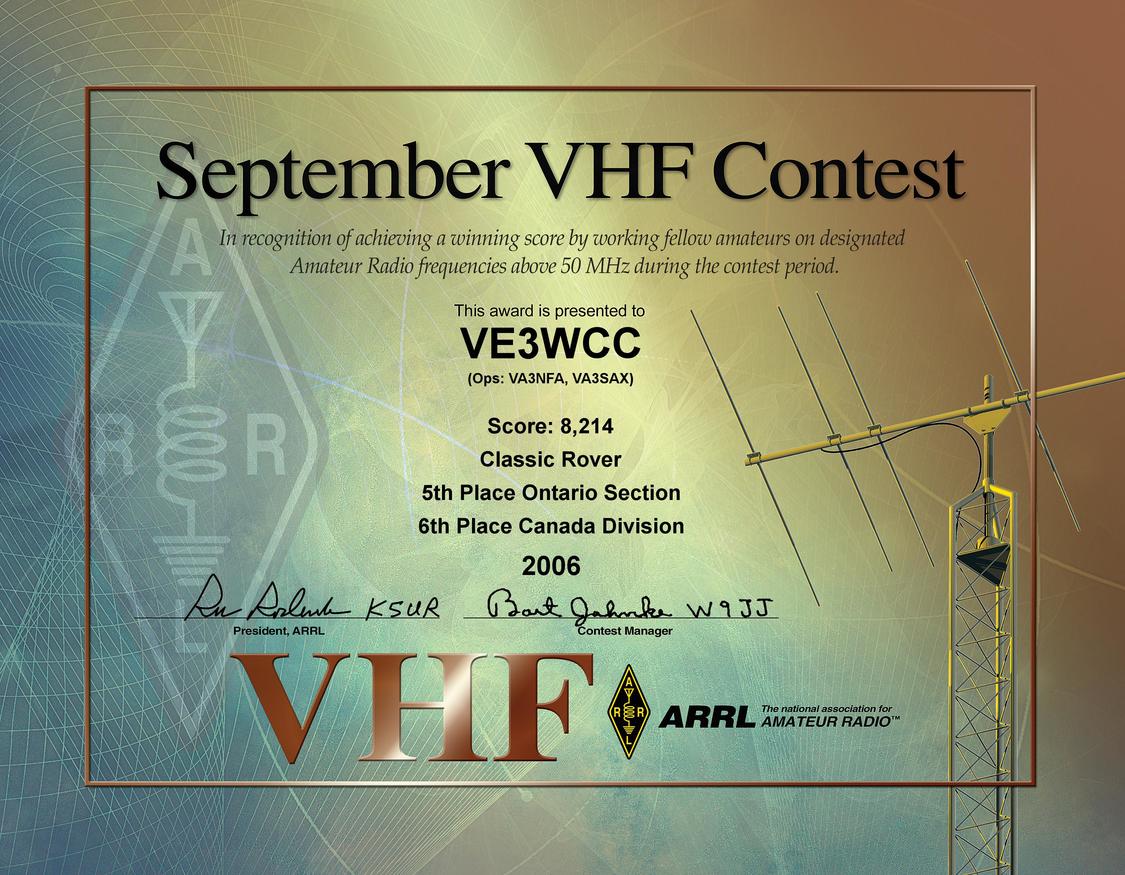 September VHF Contest
In recognition of achieving a winning score by working fellow amateurs on designated
Amateur Radio frequencies above 50 MHz during the contest period.
This award is presented to
VE3WCC
(Ops: VA3NFA, VA3SAX)
Score: 8,214
Classic Rover
5th Place Ontario Section
6th Place Canada Division
2006
K5UR Bart Jahnke W9JJ
President, ARRL Contest Manager
VHF
A
R R
L
ARRL The national association for
AMATEUR RADIO™
A
R R
L